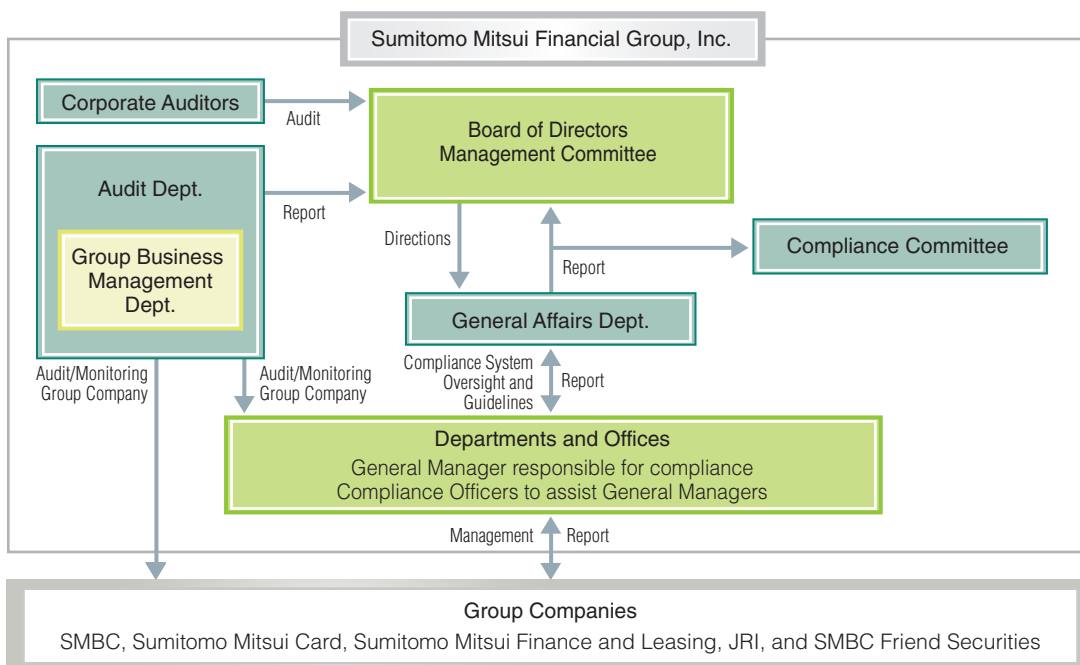 Sumitomo Mitsui Financial Group, Inc.
Corporate Auditors
Audit
Board of Directors
Management Committee
Audit Dept.
Report
Group Business
Management
Dept.
Directions
Report
Compliance Committee
General Affairs Dept.
Audit/Monitoring
Group Company
Audit/Monitoring
Group Company
Compliance System
Oversight and
Guidelines
Report
Departments and Offices
General Manager responsible for compliance
Compliance Officers to assist General Managers
Management
Report
Group Companies
SMBC, Sumitomo Mitsui Card, Sumitomo Mitsui Finance and Leasing, JRI, and SMBC Friend Securities